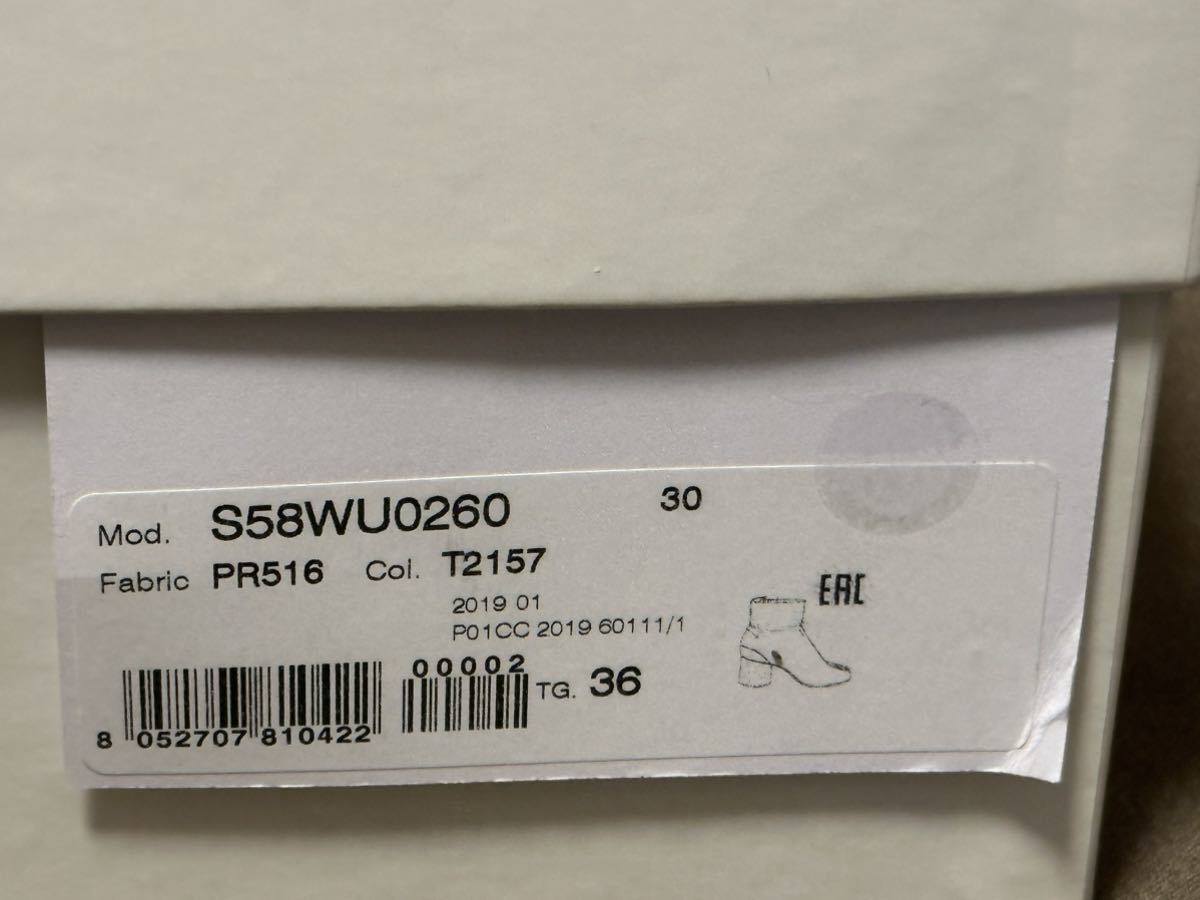 Mod. S58WU0260 30
Fabric PR516 Col. T2157
2019 01
P01CC 2019 60111/1
EAC
00002
TG. 36
8 052707 810422